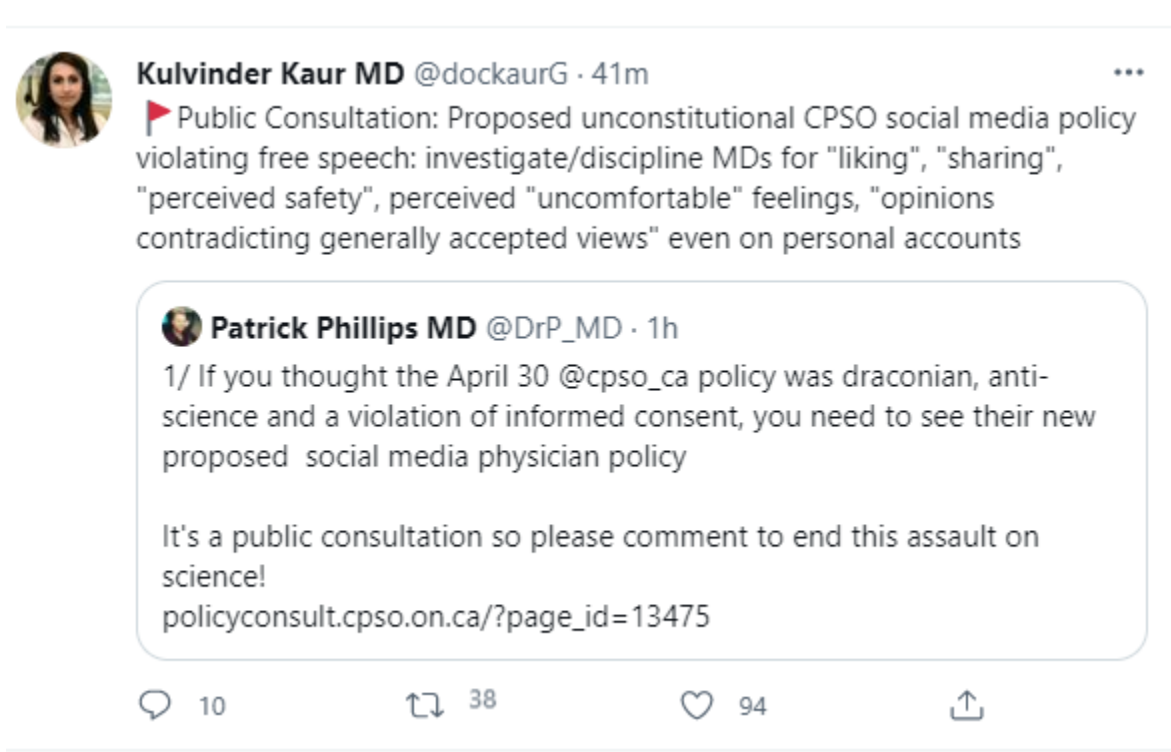 Kulvinder Kaur MD @dockaurG · 41m
🚩Public Consultation: Proposed unconstitutional CPSO social media policy
violating free speech: investigate/discipline MDs for "liking", "sharing",
"perceived safety", perceived "uncomfortable" feelings, "opinions
contradicting generally accepted views" even on personal accounts
Patrick Phillips MD @DrP_MD · 1h
1/ If you thought the April 30 @cpso_ca policy was draconian, anti-
science and a violation of informed consent, you need to see their new
proposed  social media physician policy
It's a public consultation so please comment to end this assault on
science!
policyconsult.cpso.on.ca/?page_id=13475
10 38 94